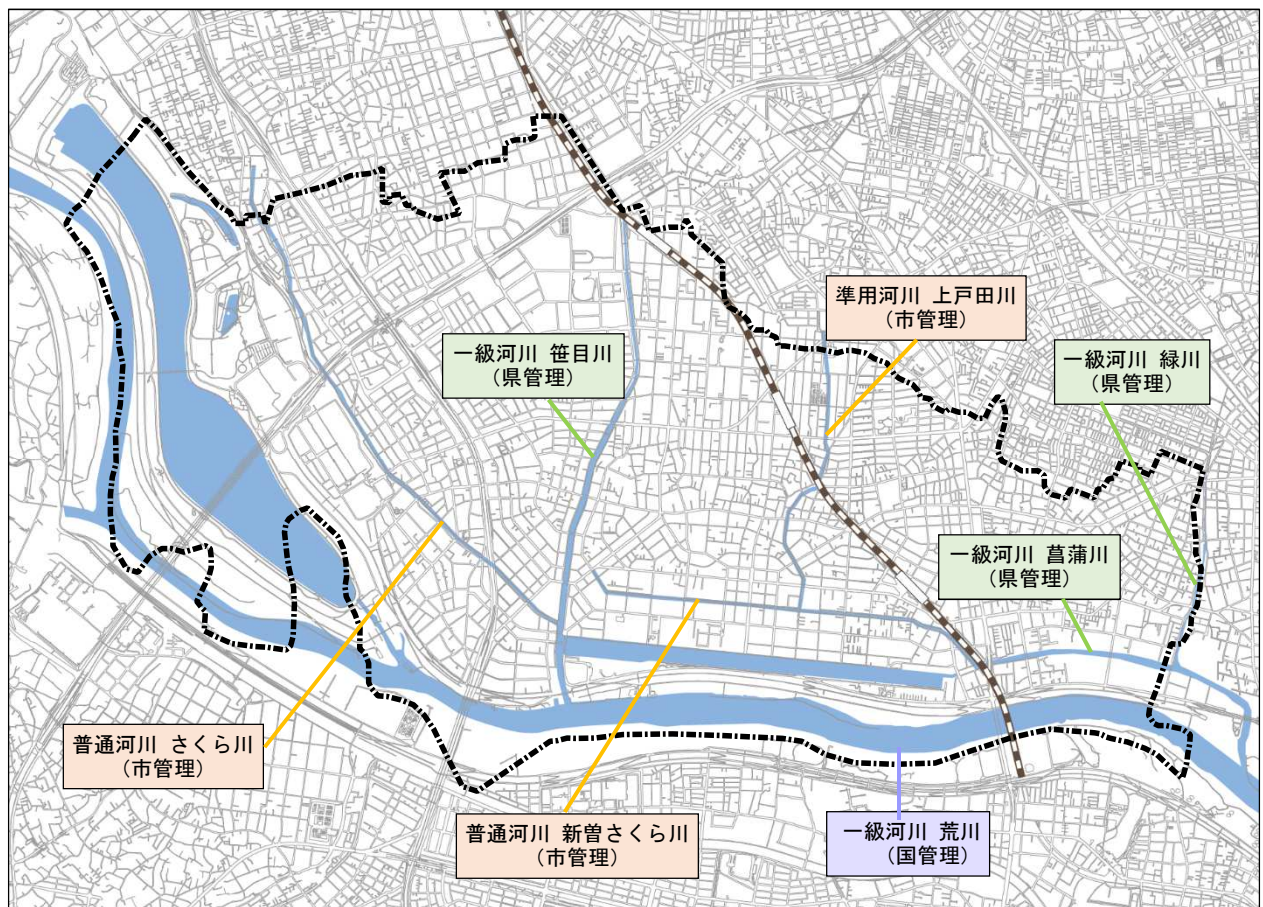 準用河川 上戸田川
（市管理）
一級河川 笹目川
（県管理）
一級河川 緑川
（県管理）
一級河川 菖蒲川
（県管理）
普通河川 さくら川
（市管理）
普通河川 新曽さくら川
（市管理）
一級河川 荒川
（国管理）